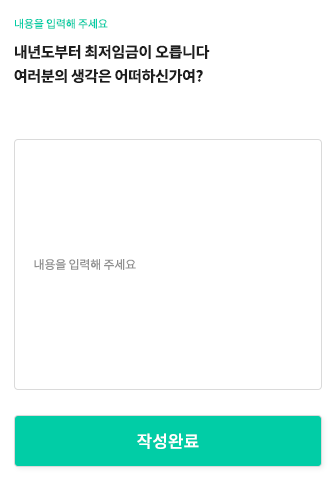 내용을 입력해 주세요
내년도부터 최저임금이 오릅니다
여러분의 생각은 어떠하신가여?
내용을 입력해 주세요
작성완료